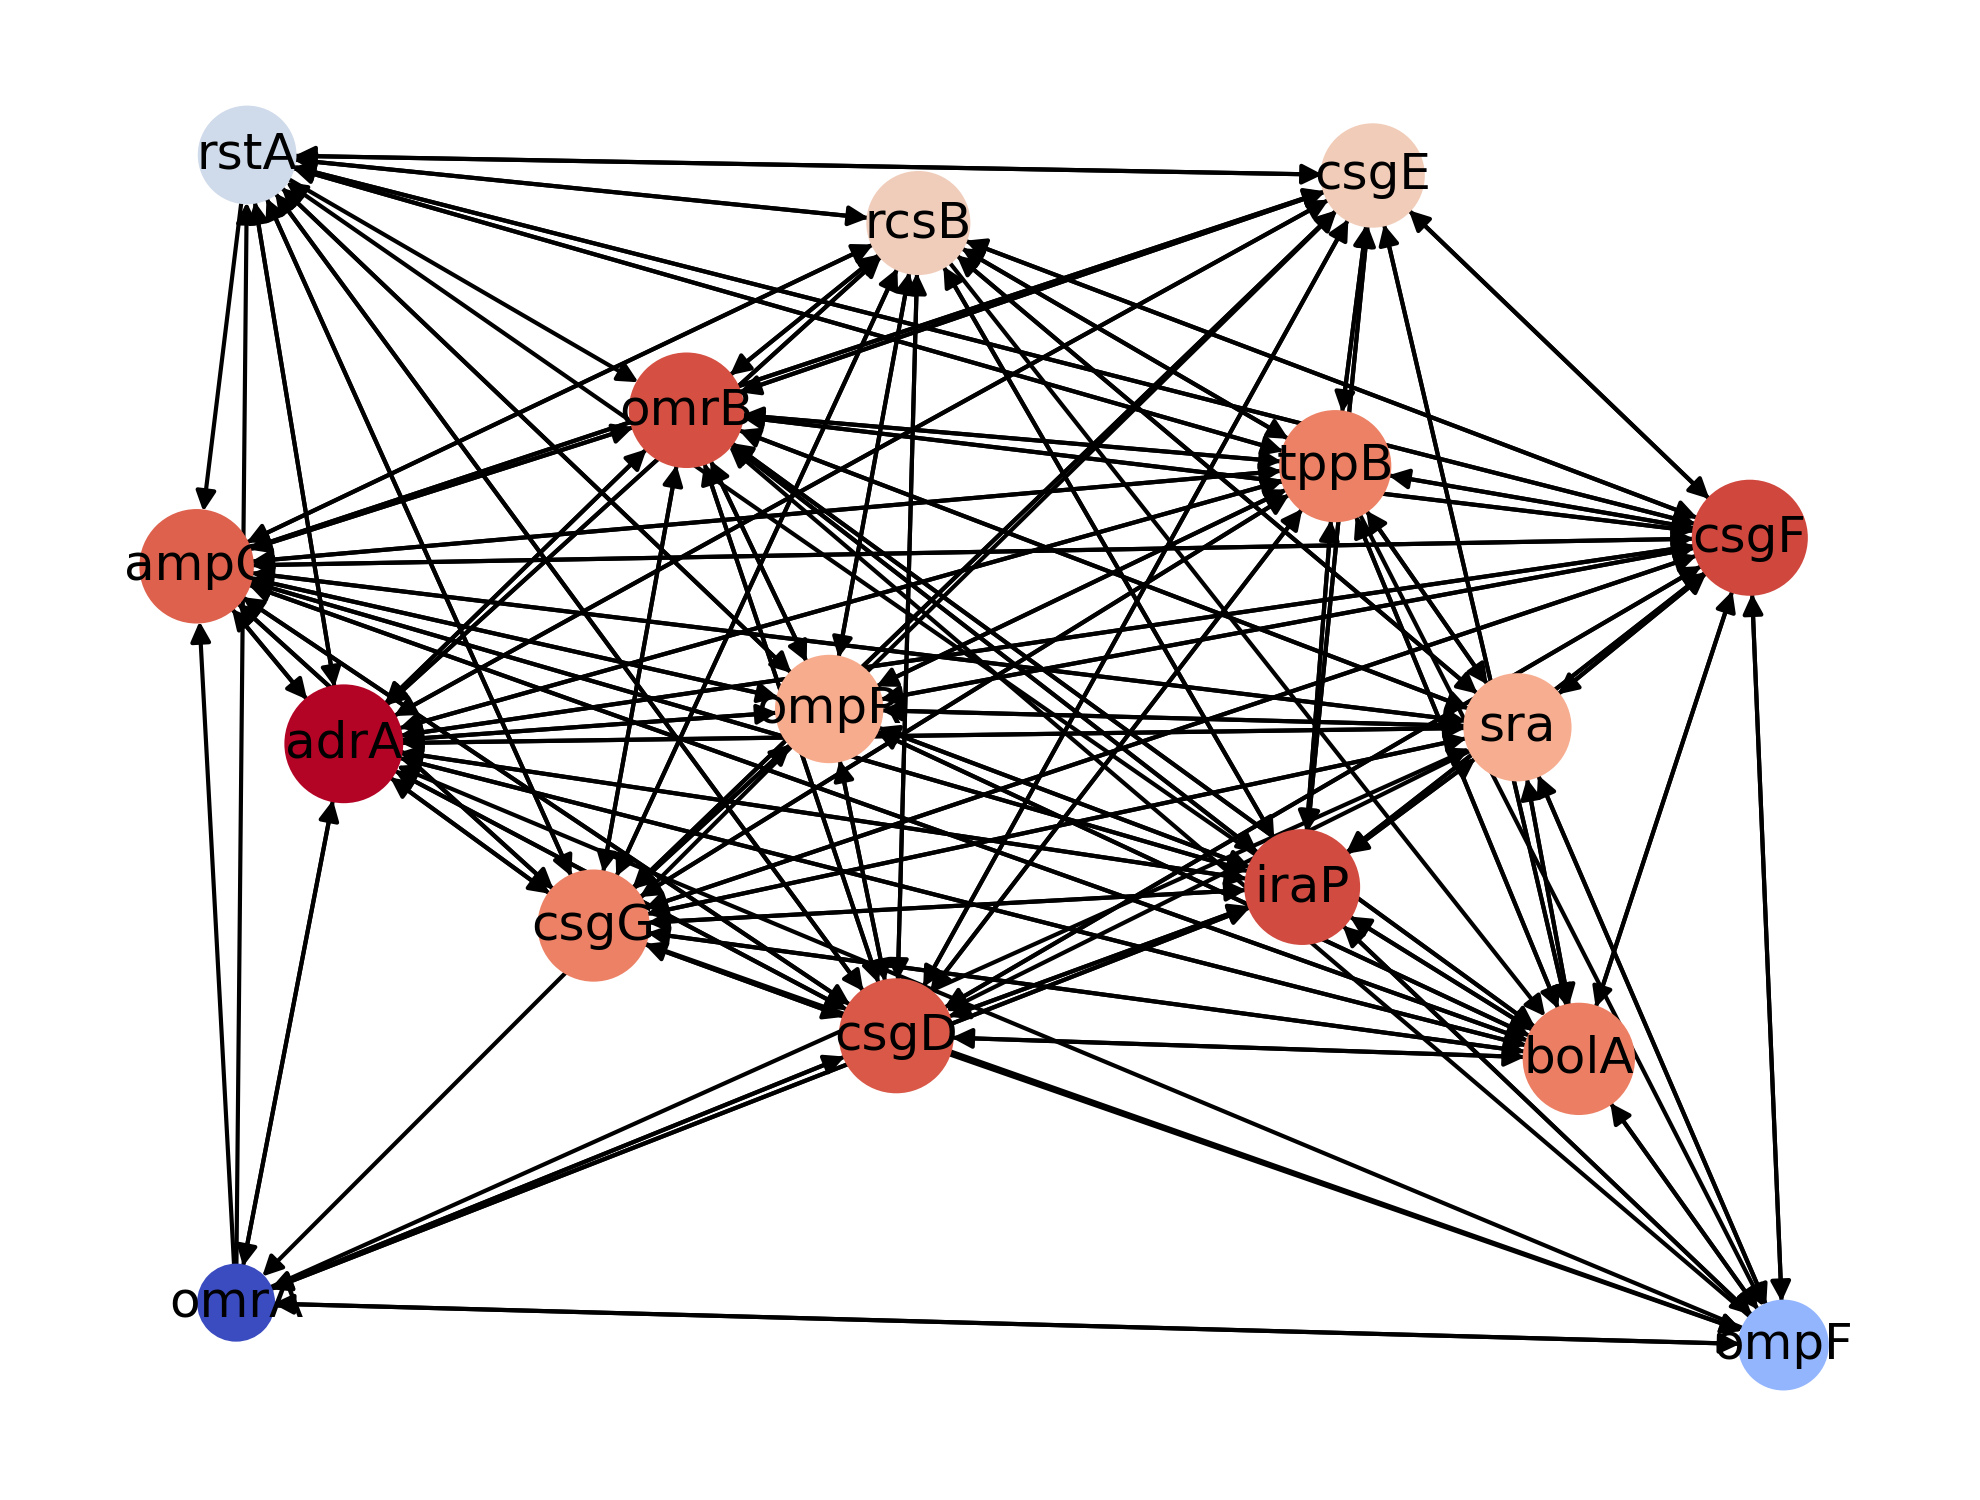 rstA
csgE
rcsB
omrB
tppB
csgF
ampC
ompR
sra
adrA
iraP
csgG
csgD
bolA
omrA
ompF